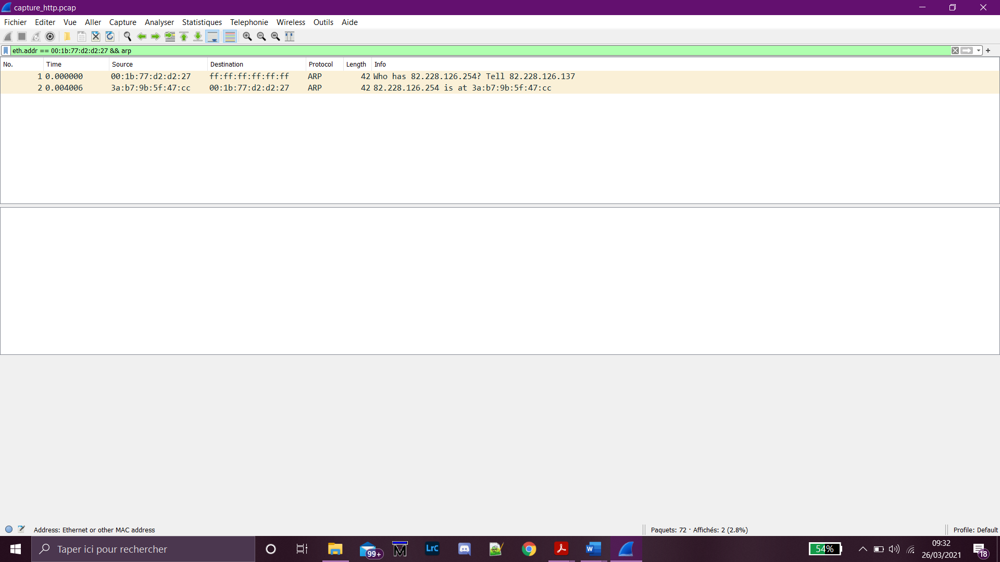 capture_http.pcap
Fichier Editer Vue Aller Capture Analyser Statistiques Telephonie Wireless Outils Aide
eth.addr == 00:1b:77:d2:d2:27 && arp
No. Time Source Destination Protocol Length Info
1 0.000000 00:1b:77:d2:d2:27 ff:ff:ff:ff:ff:ff ARP 42 Who has 82.228.126.254? Tell 82.228.126.137
2 0.004006 3a:b7:9b:5f:47:cc 00:1b:77:d2:d2:27 ARP 42 82.228.126.254 is at 3a:b7:9b:5f:47:cc
Address: Ethernet or other MAC address Paquets: 72 · Affichés: 2 (2.8%) Profile: Default
Taper ici pour rechercher 99+ LrC 54% 09:32
26/03/2021 18